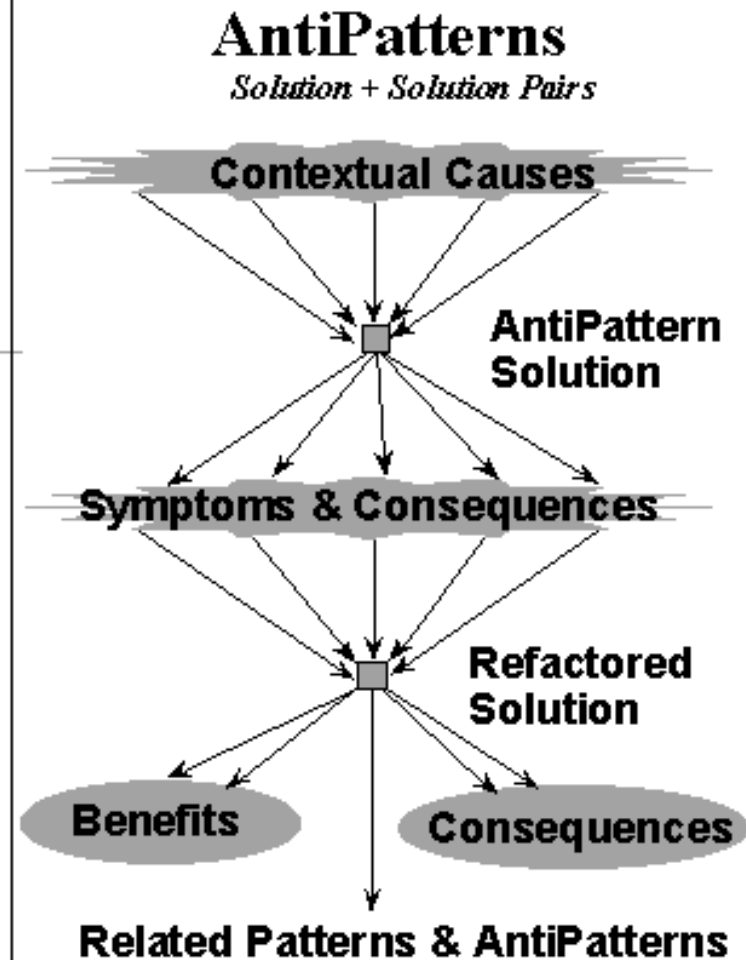 AntiPatterns
Solution + Solution Pairs
Contextual Causes
AntiPattern
Solution
Symptoms & Consequences
Refactored
Solution
Benefits
Consequences
Related Patterns & AntiPatterns